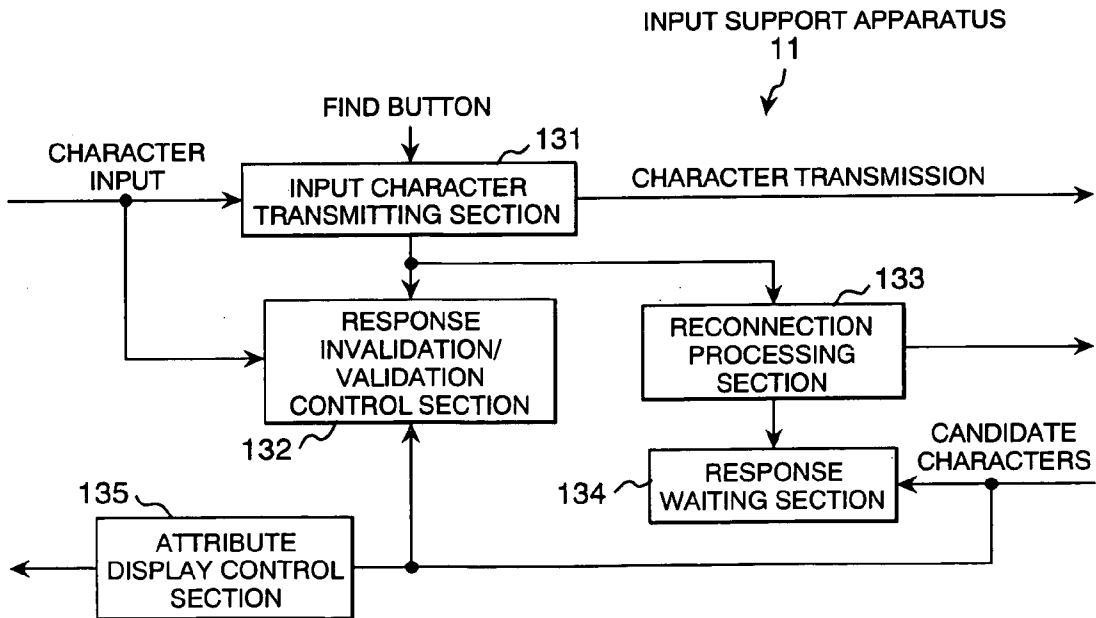 INPUT SUPPORT APPARATUS
11
FIND BUTTON
131
CHARACTER
INPUT
INPUT CHARACTER
TRANSMITTING SECTION
CHARACTER TRANSMISSION
133
RESPONSE
INVALIDATION/
VALIDATION
CONTROL SECTION
132
RECONNECTION
PROCESSING
SECTION
CANDIDATE
CHARACTERS
134
RESPONSE
WAITING SECTION
135
ATTRIBUTE
DISPLAY CONTROL
SECTION